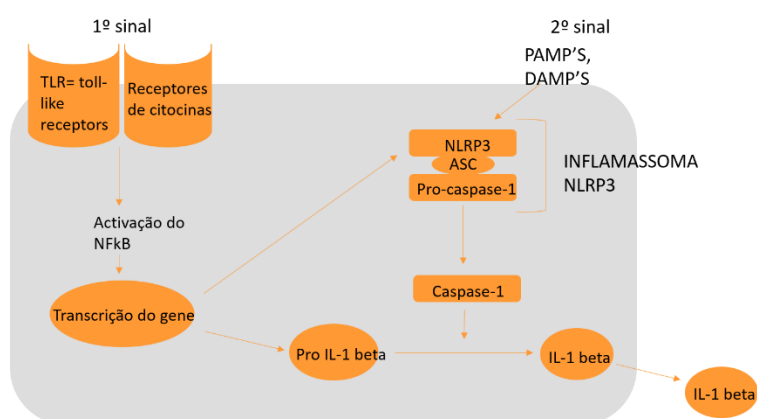 1º sinal
2º sinal
TLR= toll-
like
receptors
Receptores
de citocinas
PAMP'S,
DAMP'S
NLRP3
ASC
Pro-caspase-1
INFLAMASSOMA
NLRP3
Activação do
NFkB
Transcrição do gene
Caspase-1
Pro IL-1 beta
IL-1 beta
IL-1 beta